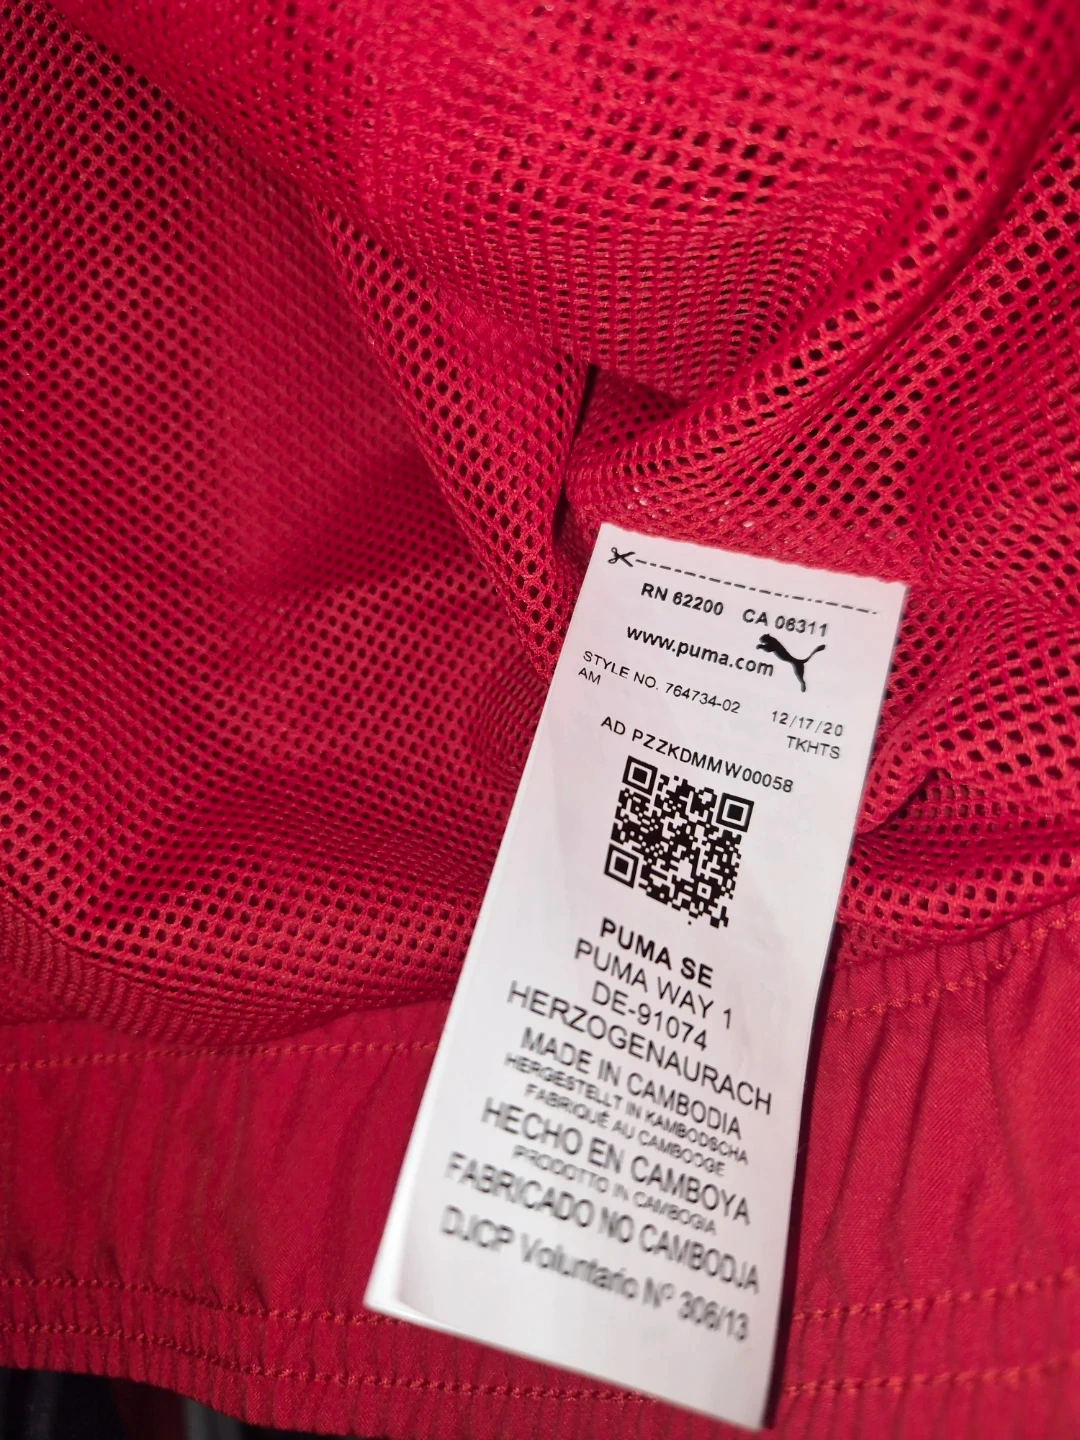 RN 62200 CA 06311
www.puma.com
STYLE NO. 764734-02 12/17/20
AM TKHTS
AD PZZKDMMW00058
PUMA SE
PUMA WAY 1
DE-91074
HERZOGENAURACH
MADE IN CAMBODIA
HERGESTELLT IN KAMBODSCHA
FABRIQUÉ AU CAMBODGE
HECHO EN CAMBOYA
PRODOTTO IN CAMBOGIA
FABRICADO NO CAMBODJA
DJCP Voluntario Nº 306/13